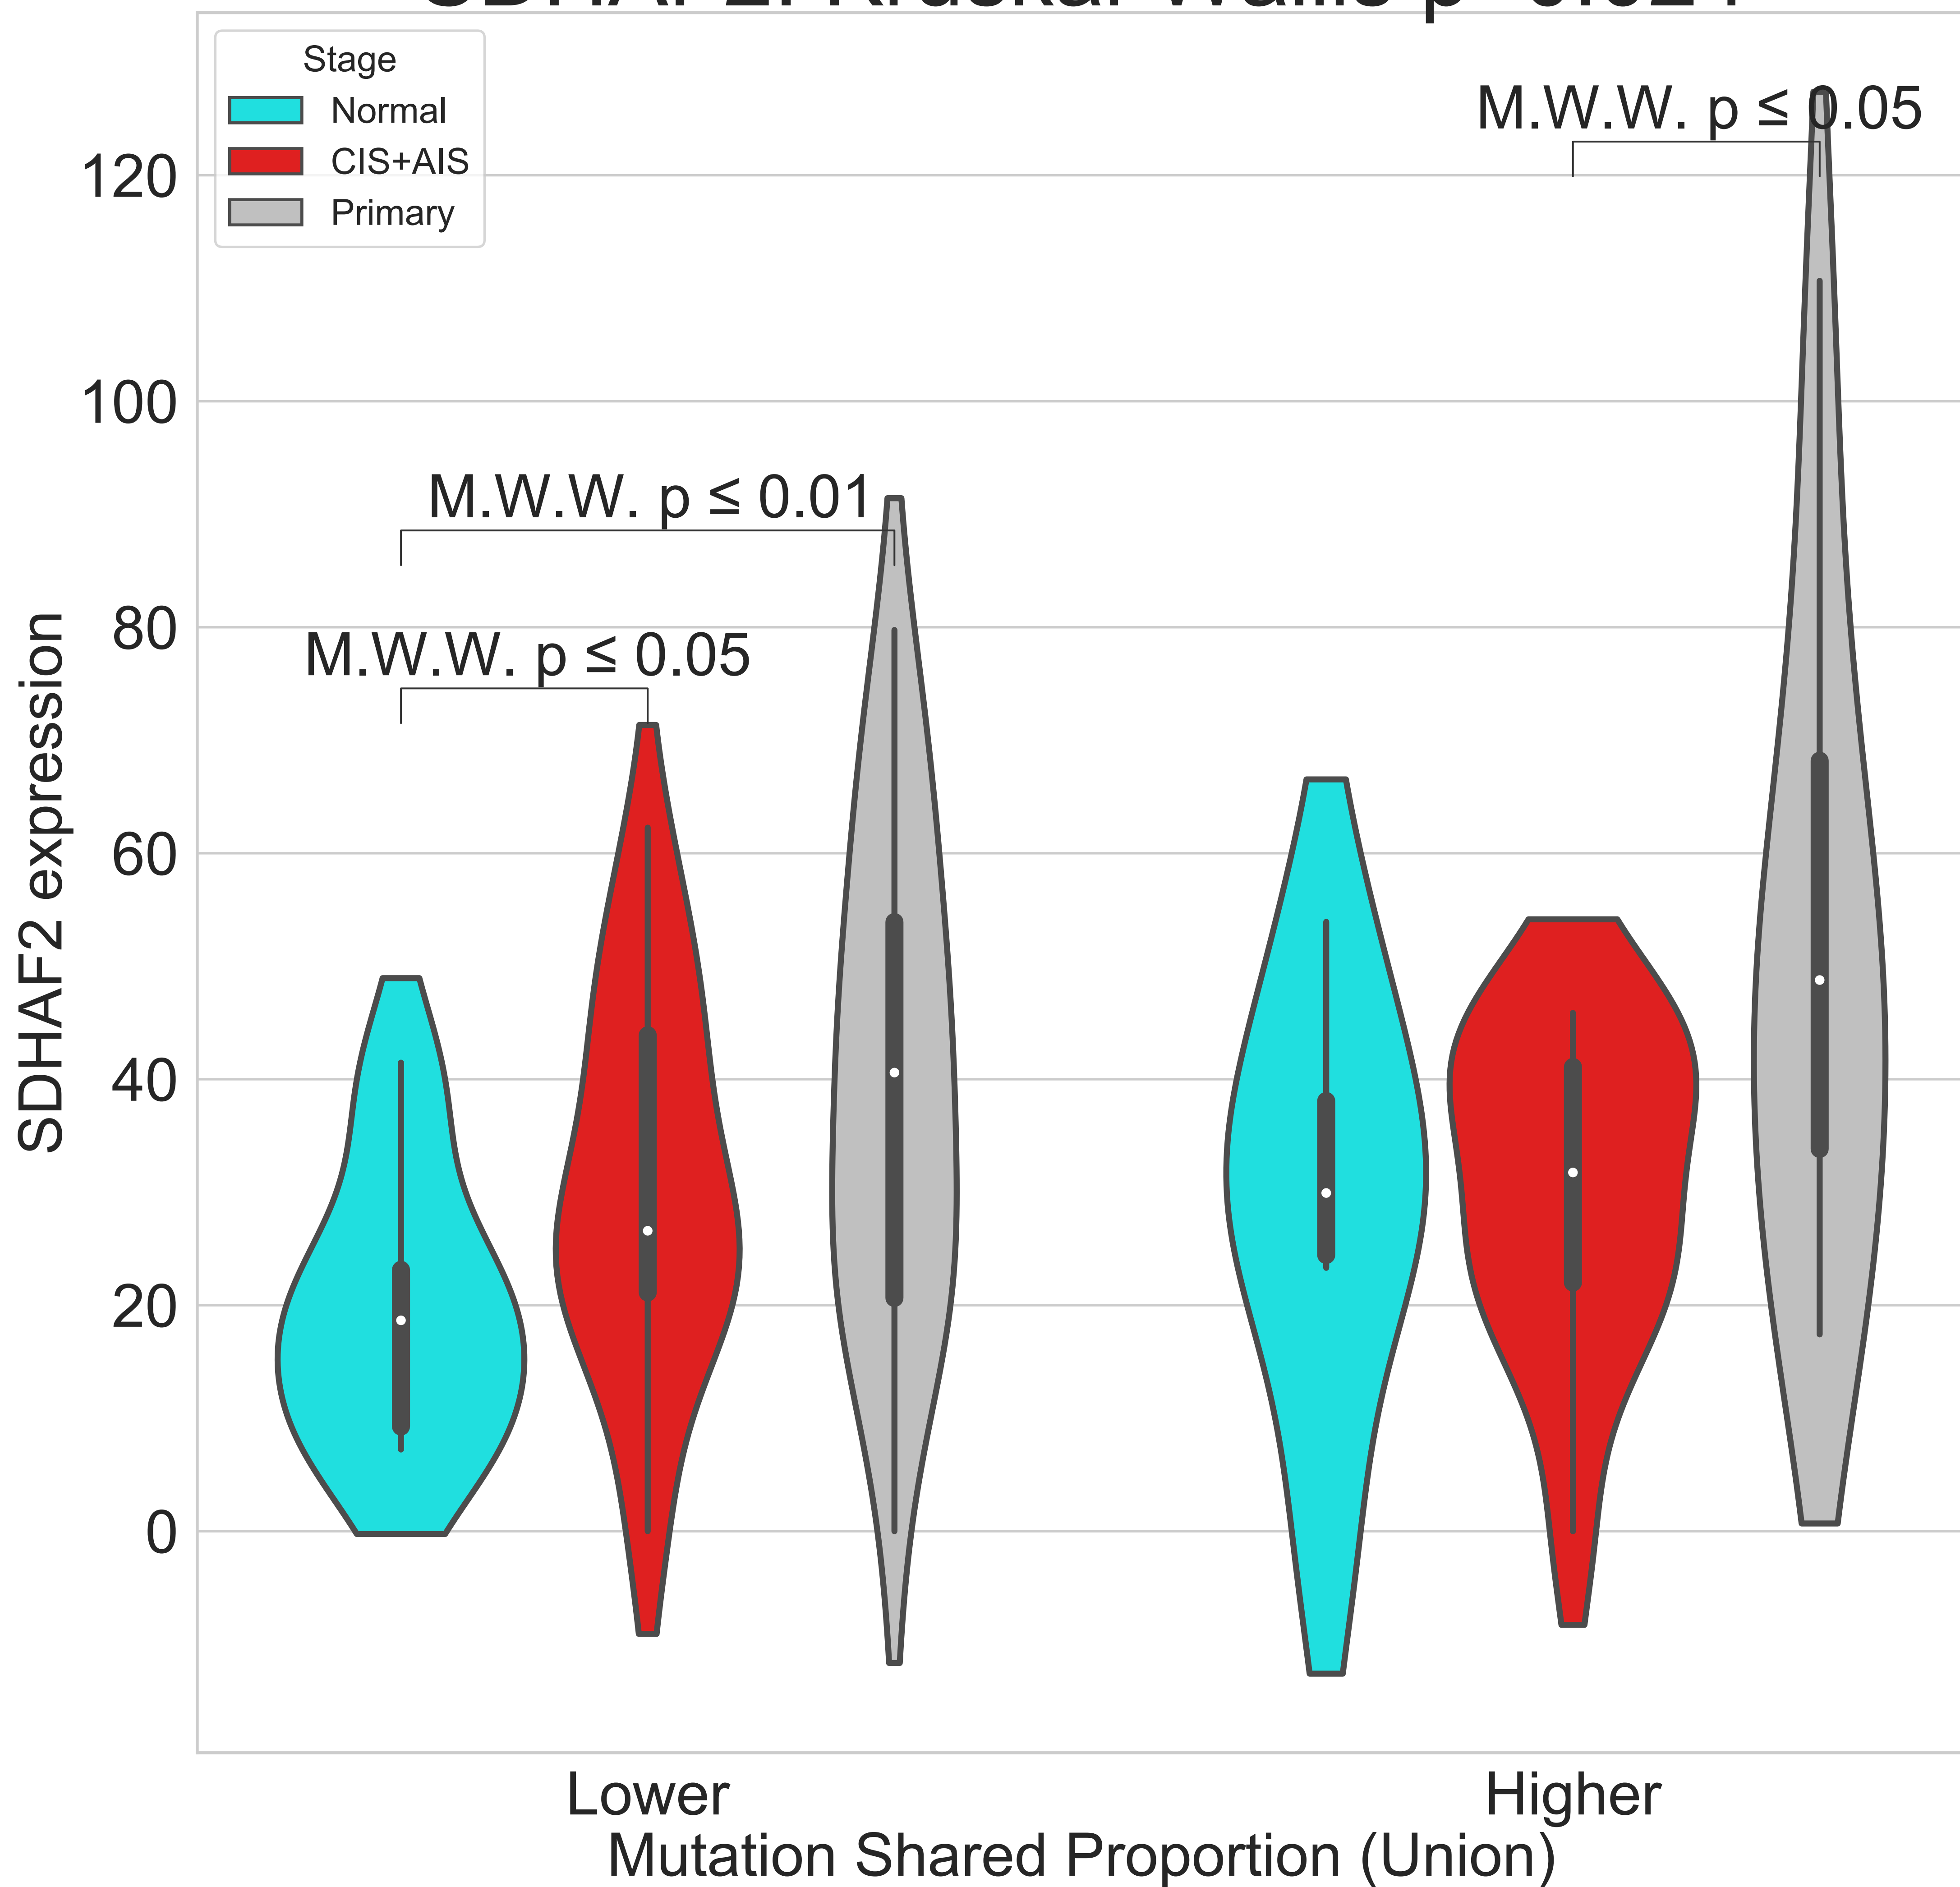 Stage
Normal
CIS+AIS
Primary
M.W.W. p ≤ 0.05
M.W.W. p ≤ 0.01
M.W.W. p ≤ 0.05
120
100
80
60
40
20
0
SDHAF2 expression
Lower
Higher
Mutation Shared Proportion (Union)